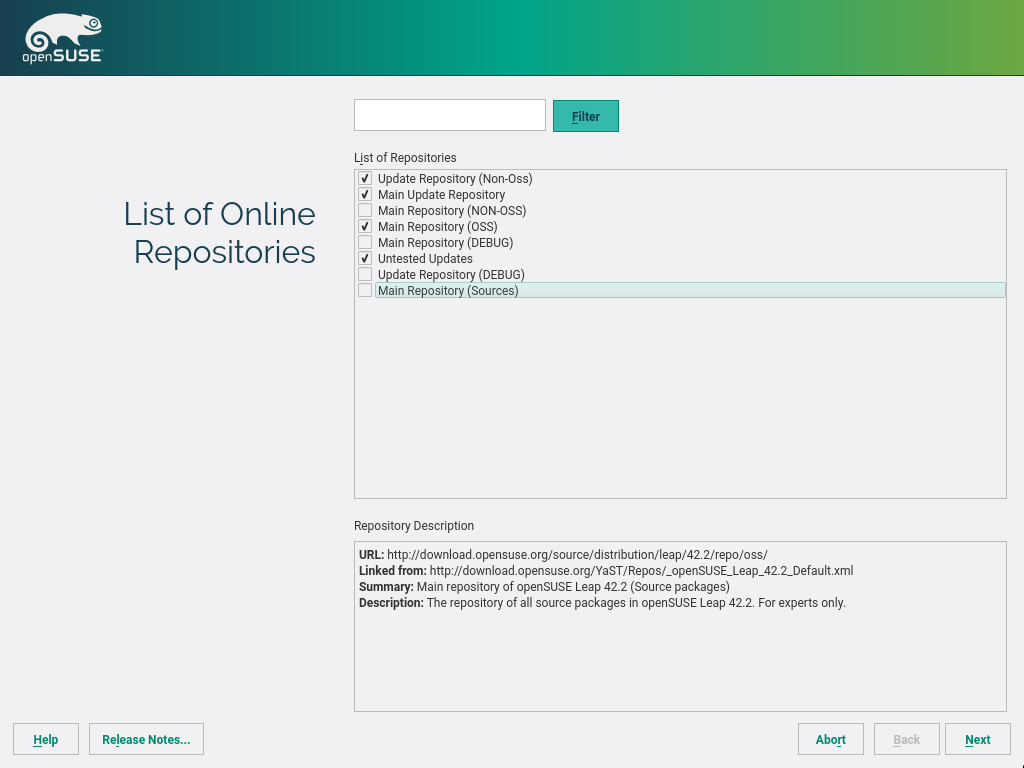 openSUSE
Filter
List of Repositories
Update Repository (Non-Oss)
Main Update Repository
Main Repository (NON-OSS)
Main Repository (OSS)
Main Repository (DEBUG)
Untested Updates
Update Repository (DEBUG)
Main Repository (Sources)
List of Online
Repositories
Repository Description
URL: http://download.opensuse.org/source/distribution/leap/42.2/repo/oss/
Linked from: http://download.opensuse.org/YaST/Repos/_openSUSE_Leap_42.2_Default.xml
Summary: Main repository of openSUSE Leap 42.2 (Source packages)
Description: The repository of all source packages in openSUSE Leap 42.2. For experts only.
Help
Release Notes...
Abort
Back
Next